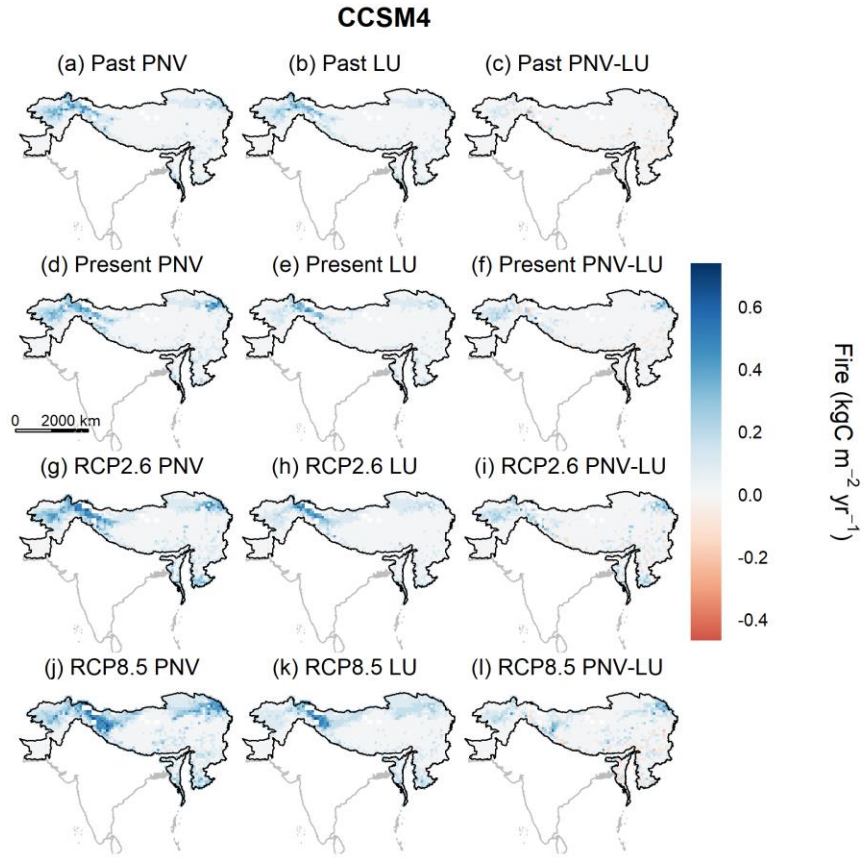 CCSM4
(a) Past PNV
(b) Past LU
(c) Past PNV-LU
(d) Present PNV
(e) Present LU
(f) Present PNV-LU
0 2000 km
(g) RCP2.6 PNV
(h) RCP2.6 LU
(i) RCP2.6 PNV-LU
(j) RCP8.5 PNV
(k) RCP8.5 LU
(l) RCP8.5 PNV-LU
0.6
0.4
0.2
0.0
-0.2
-0.4
Fire (kgC m⁻² yr⁻¹)